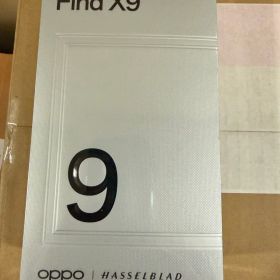 Find X9
9
oppo | HASSELBLAD